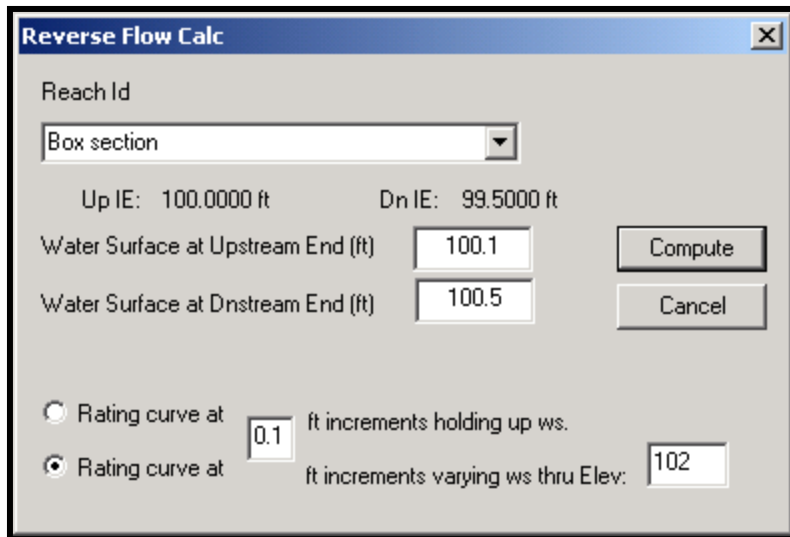 Reverse Flow Calc
Reach Id
Box section
Up IE: 100.0000 ft Dn IE: 99.5000 ft
Water Surface at Upstream End (ft) 100.1 Compute
Water Surface at Dnstream End (ft) 100.5 Cancel
Rating curve at 0.1 ft increments holding up ws.
Rating curve at ft increments varying ws thru Elev: 102